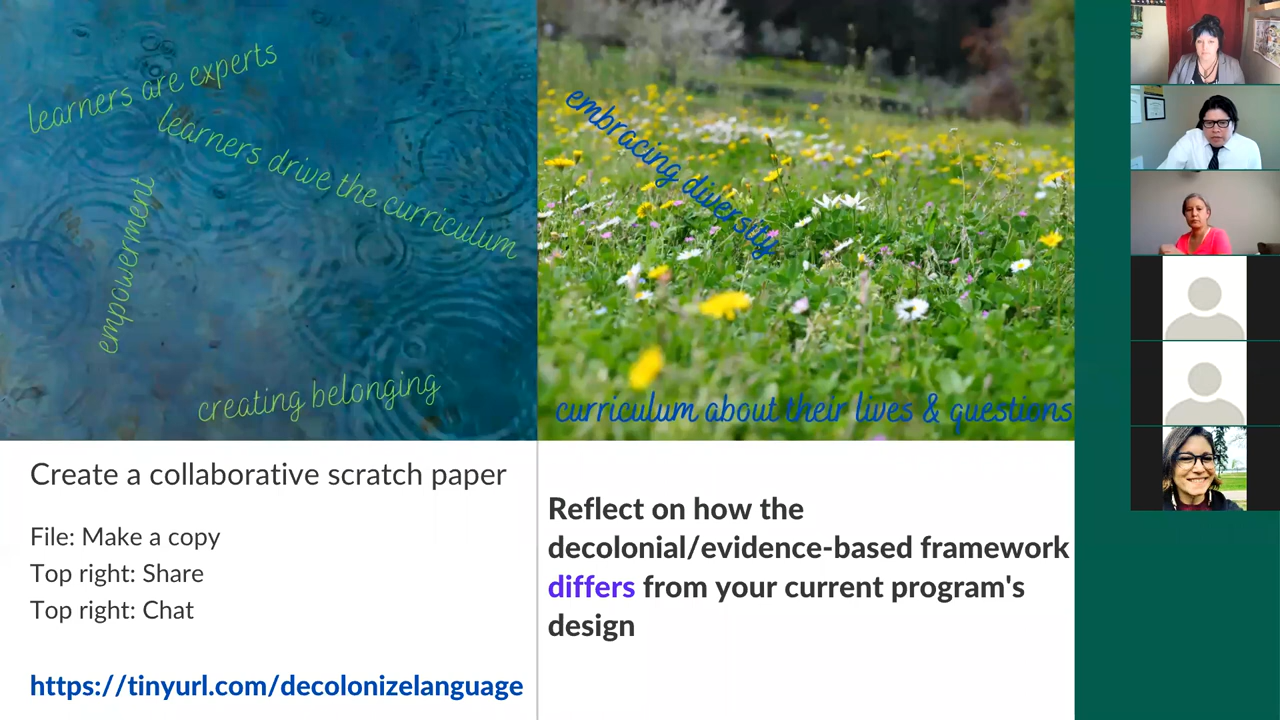 learners are experts
learners drive the curriculum
empowerment
creating belonging
embracing diversity
curriculum about their lives & questions
Create a collaborative scratch paper
File: Make a copy
Top right: Share
Top right: Chat
https://tinyurl.com/decolonizelanguage
Reflect on how the
decolonial/evidence-based framework
differs from your current program's
design